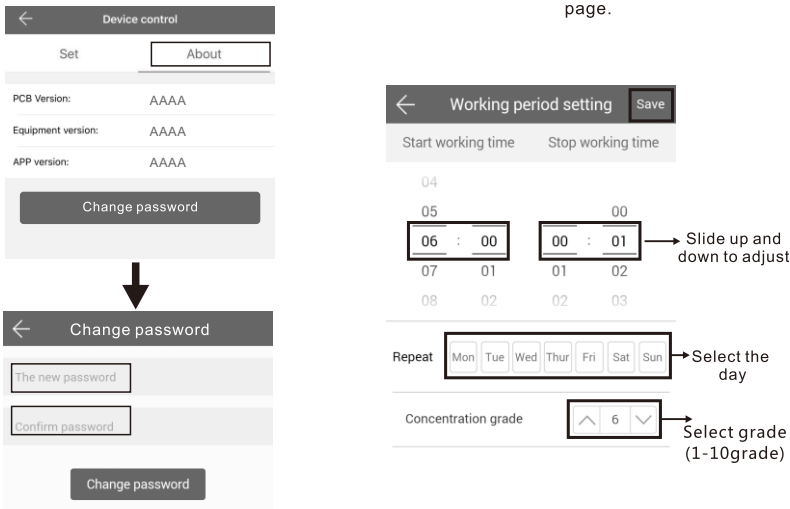 Device control
Set About
PCB Version: AAAA
Equipment version: AAAA
APP version: AAAA
Change password
Change password
The new password
Confirm password
Change password
page.
Working period setting Save
Start working time Stop working time
04
05 00
06 : 00 00 : 01
Slide up and
down to adjust
07 01 01 02
08 02 02 03
Repeat Mon Tue Wed Thur Fri Sat Sun
Select the
day
Concentration grade 6
Select grade
(1-10grade)